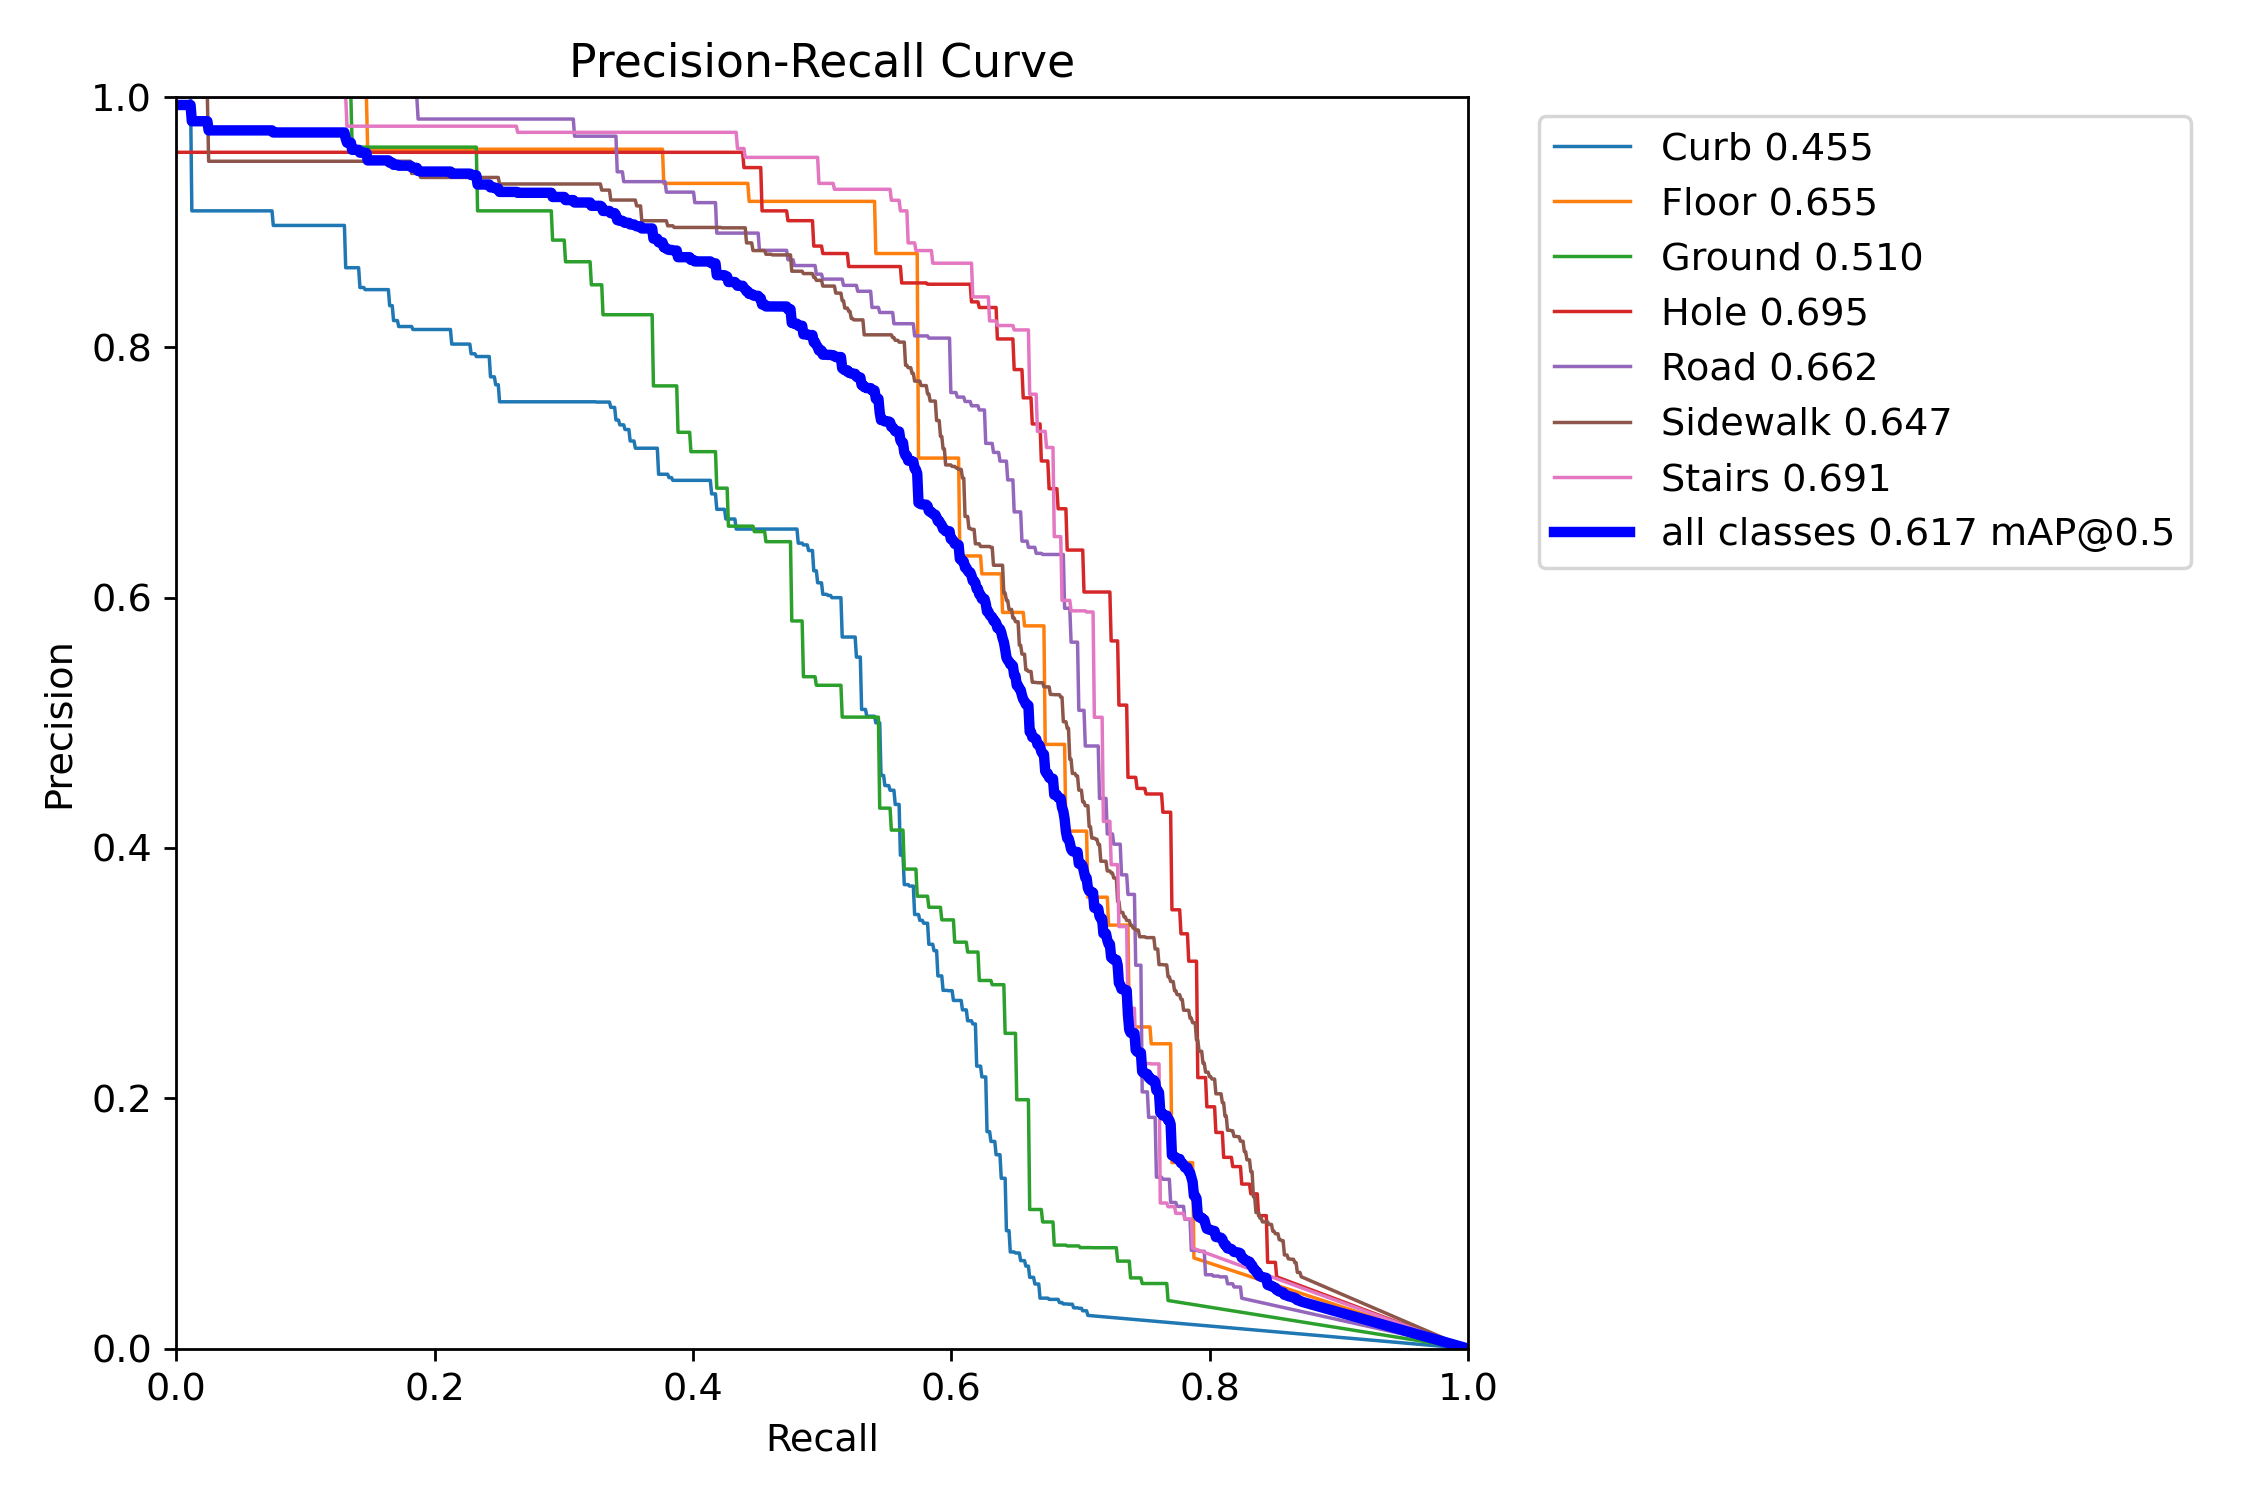 Precision-Recall Curve
1.0
0.8
0.6
0.4
0.2
0.0
Precision
0.0 0.2 0.4 0.6 0.8 1.0
Recall
Curb 0.455
Floor 0.655
Ground 0.510
Hole 0.695
Road 0.662
Sidewalk 0.647
Stairs 0.691
all classes 0.617 mAP@0.5